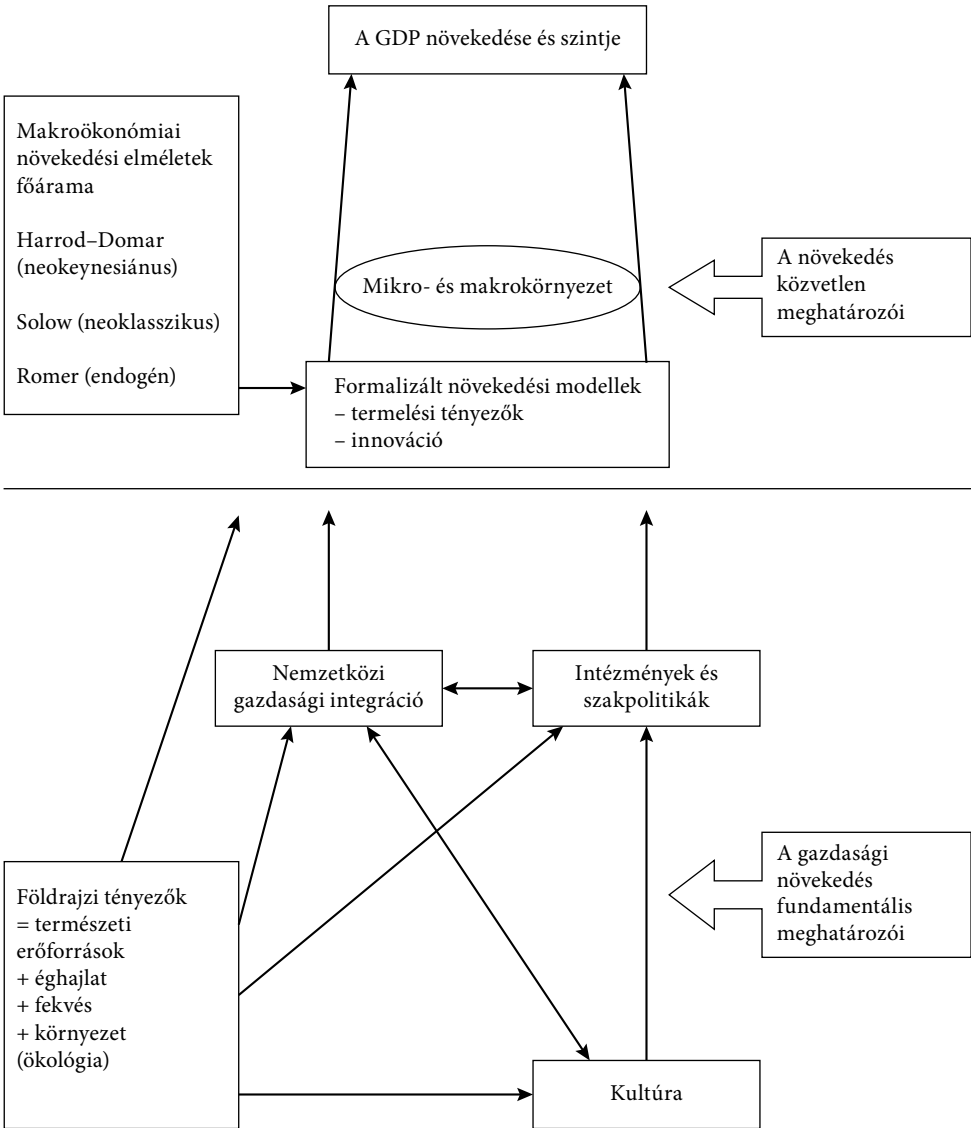 A GDP növekedése és szintje
Makroökonómiai
növekedési elméletek
főárama
Harrod–Domar
(neokeynesiánus)
Solow (neoklasszikus)
Romer (endogén)
Mikro- és makrokörnyezet
A növekedés
közvetlen
meghatározói
Formalizált növekedési modellek
– termelési tényezők
– innováció
Nemzetközi
gazdasági integráció
Intézmények és
szakpolitikák
Földrajzi tényezők
= természeti
erőforrások
+ éghajlat
+ fekvés
+ környezet
(ökológia)
A gazdasági
növekedés
fundamentális
meghatározói
Kultúra